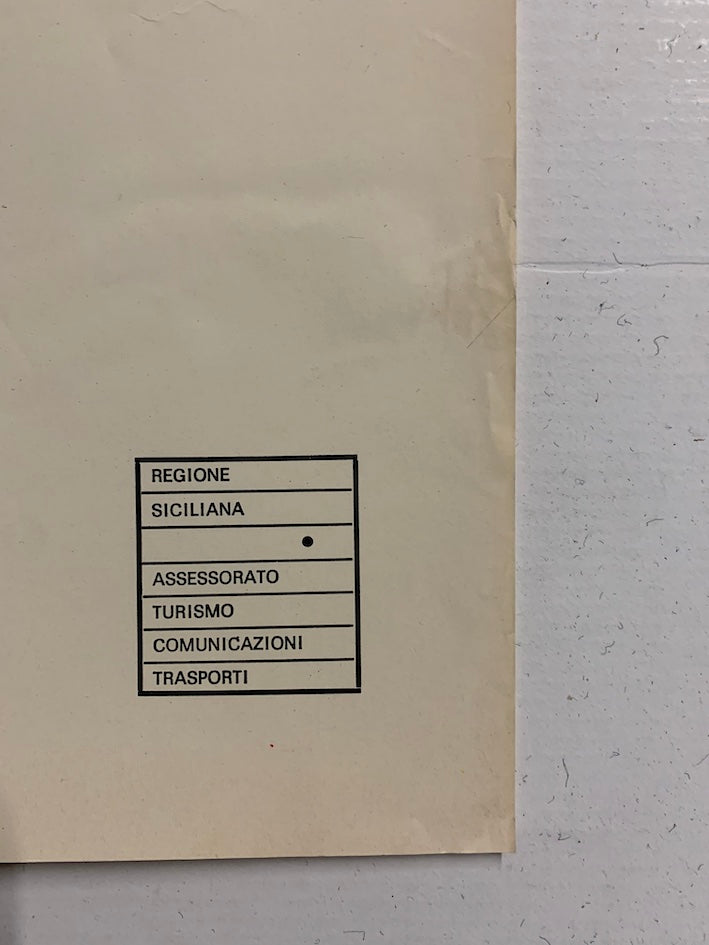 REGIONE
SICILIANA
ASSESSORATO
TURISMO
COMUNICAZIONI
TRASPORTI